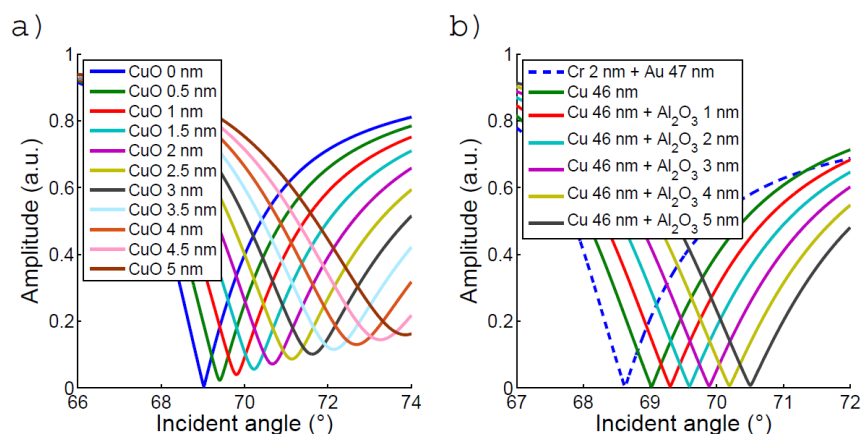 a)
Amplitude (a.u.)
1
0.8
0.6
0.4
0.2
0
CuO 0 nm
CuO 0.5 nm
CuO 1 nm
CuO 1.5 nm
CuO 2 nm
CuO 2.5 nm
CuO 3 nm
CuO 3.5 nm
CuO 4 nm
CuO 4.5 nm
CuO 5 nm
66 68 70 72 74
Incident angle (°)
b)
Amplitude (a.u.)
1
0.8
0.6
0.4
0.2
0
Cr 2 nm + Au 47 nm
Cu 46 nm
Cu 46 nm + Al₂O₃ 1 nm
Cu 46 nm + Al₂O₃ 2 nm
Cu 46 nm + Al₂O₃ 3 nm
Cu 46 nm + Al₂O₃ 4 nm
Cu 46 nm + Al₂O₃ 5 nm
67 68 69 70 71 72
Incident angle (°)